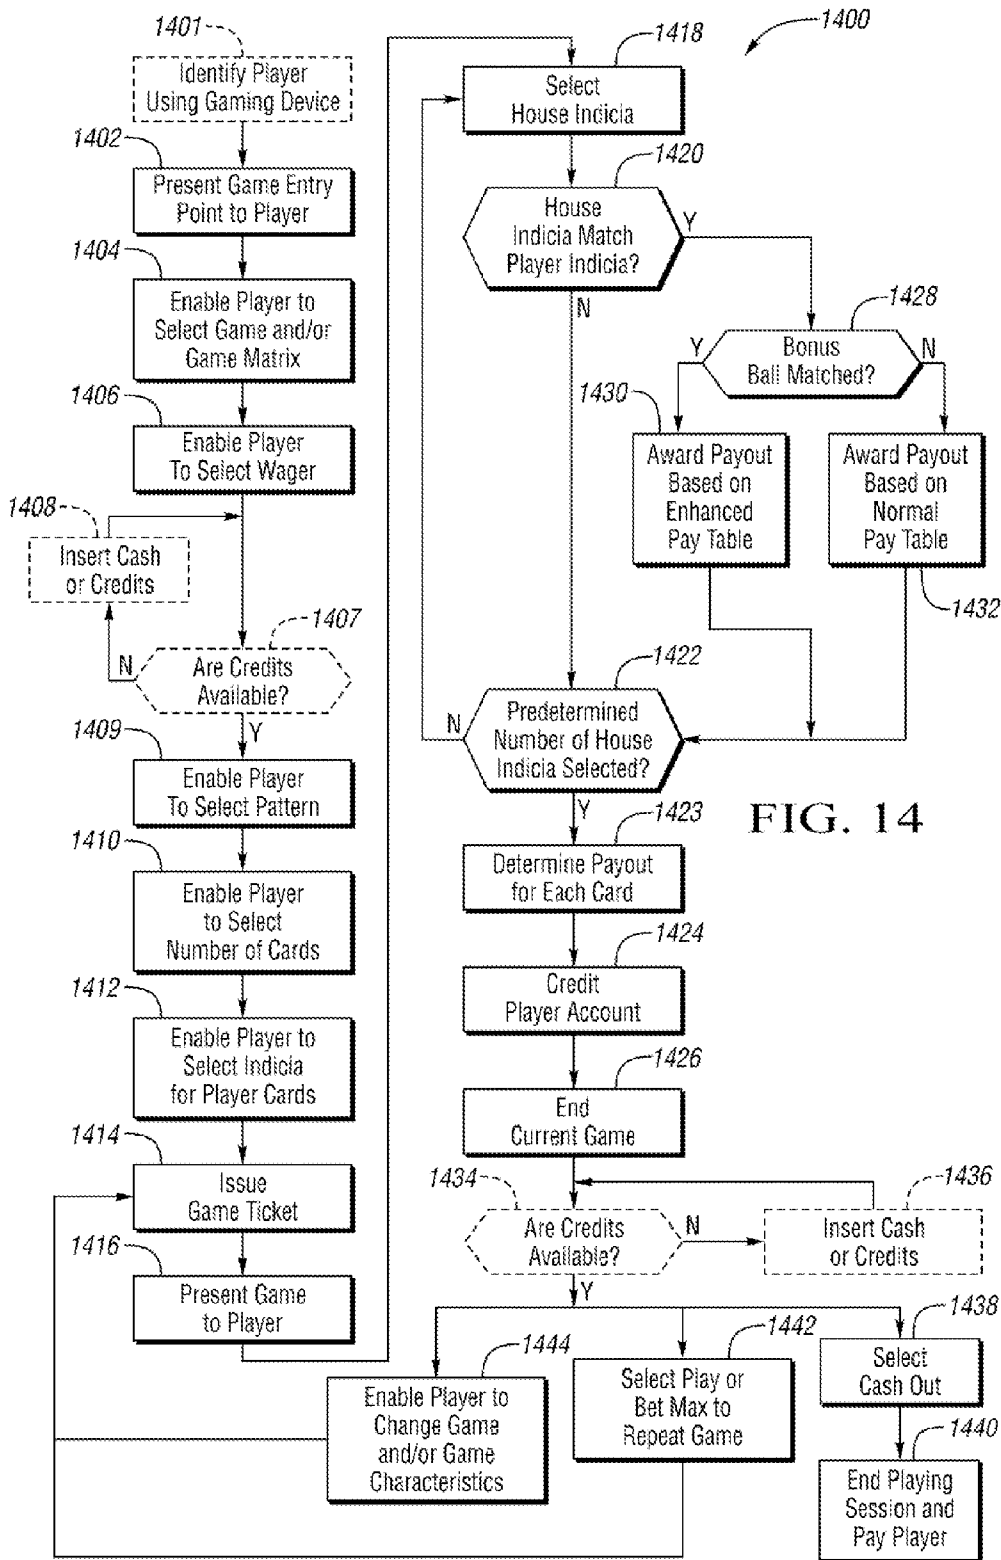 1401
Identify Player
Using Gaming Device
1402
Present Game Entry
Point to Player
1404
Enable Player to
Select Game and/or
Game Matrix
1406
Enable Player
To Select Wager
1408
Insert Cash
or Credits
1407
N
Are Credits
Available?
Y
1409
Enable Player
To Select Pattern
1410
Enable Player
to Select
Number of Cards
1412
Enable Player to
Select Indicia
for Player Cards
1414
Issue
Game Ticket
1416
Present Game
to Player
1400
1418
Select
House Indicia
1420
House
Indicia Match
Player Indicia?
Y
N
1428
Y
Bonus
Ball Matched?
N
1430
Award Payout
Based on
Enhanced
Pay Table
Award Payout
Based on
Normal
Pay Table
1432
1422
N
Predetermined
Number of House
Indicia Selected?
Y
FIG. 14
1423
Determine Payout
for Each Card
1424
Credit
Player Account
1426
End
Current Game
1434
Are Credits
Available?
N
Y
1436
Insert Cash
or Credits
1444
Enable Player to
Change Game
and/or Game
Characteristics
1442
Select Play or
Bet Max to
Repeat Game
1438
Select
Cash Out
1440
End Playing
Session and
Pay Player